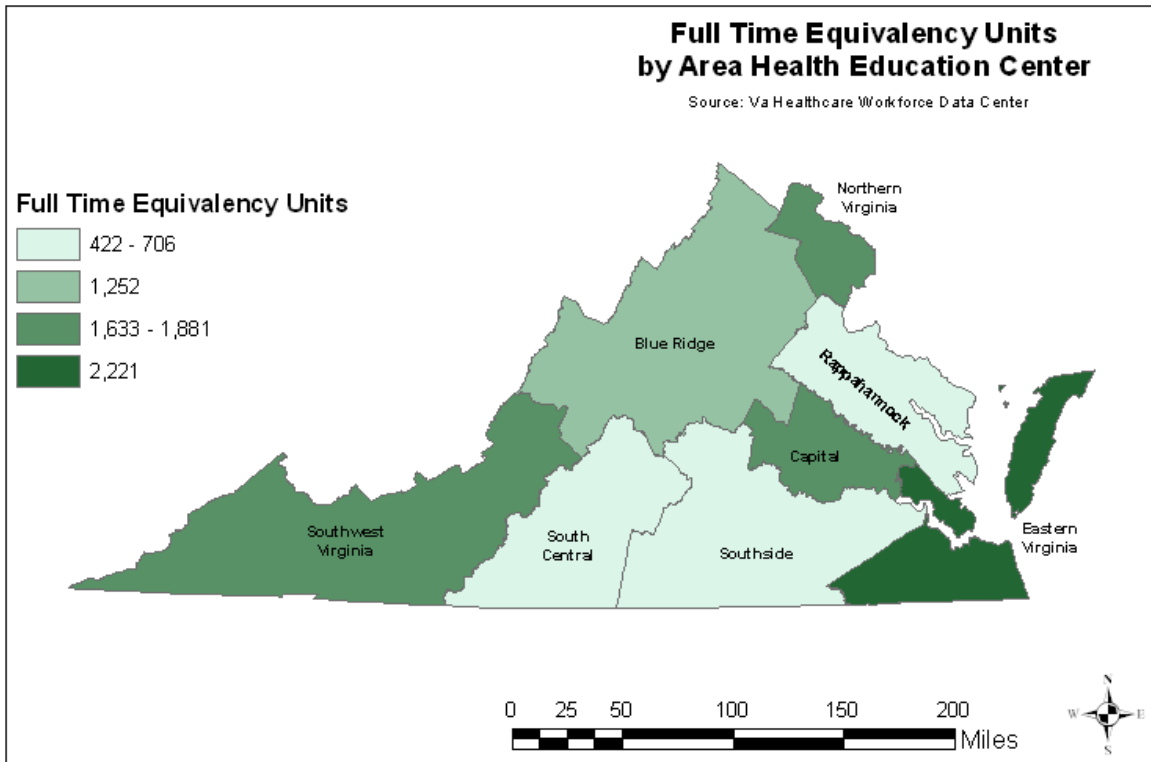 Full Time Equivalency Units
by Area Health Education Center
Source: Va Healthcare Workforce Data Center
Full Time Equivalency Units
422 - 706
1,252
1,633 - 1,881
2,221
Northern
Virginia
Blue Ridge
Rappahannock
Capital
Southwest
Virginia
South
Central
Southside
Eastern
Virginia
0 25 50 100 150 200
Miles
N
W E
S